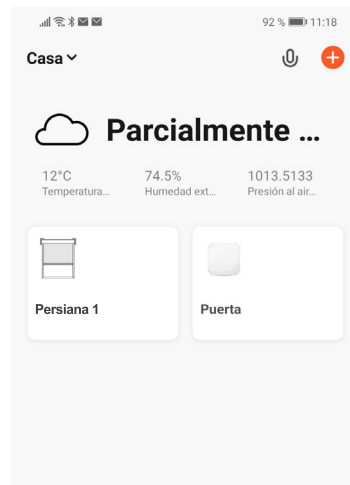 92 % 11:18
Casa
Parcialmente ...
12°C 74.5% 1013.5133
Temperatura... Humedad ext... Presión al air...
Persiana 1 Puerta